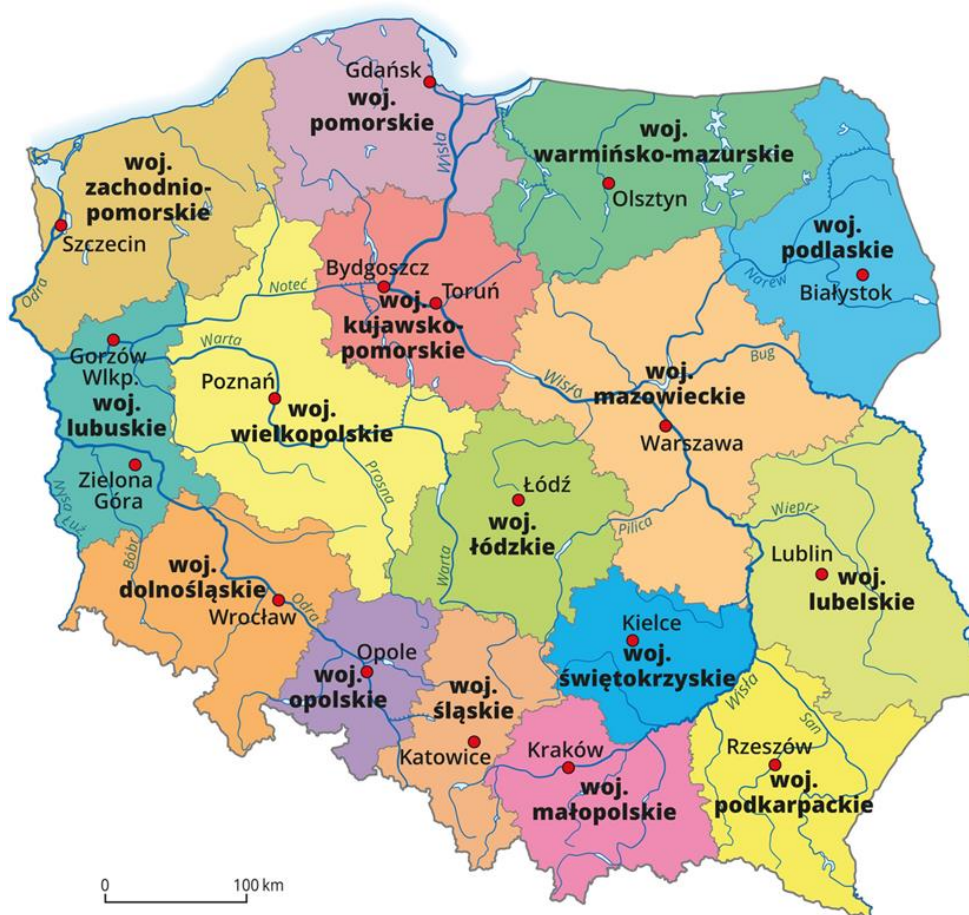 Gdańsk
woj.
pomorskie
Wisła
woj.
warmińsko-mazurskie
Olsztyn
woj.
zachodnio-
pomorskie
Szczecin
Odra
woj.
podlaskie
Narew
Białystok
Bydgoszcz
Toruń
woj.
kujawsko-
pomorskie
Noteć
Gorzów
Wlkp.
woj.
lubuskie
Zielona
Góra
Nysa Łuż.
Warta
Poznań
woj.
wielkopolskie
Prosna
Wisła
Bug
woj.
mazowieckie
Warszawa
Pilica
Łódź
woj.
łódzkie
Warta
Wieprz
Lublin
woj.
lubelskie
Bóbr
woj.
dolnośląskie
Wrocław
Odra
Opole
woj.
opolskie
woj.
śląskie
Katowice
Kielce
woj.
świętokrzyskie
Wisła
San
Kraków
woj.
małopolskie
Rzeszów
woj.
podkarpackie
0 100 km